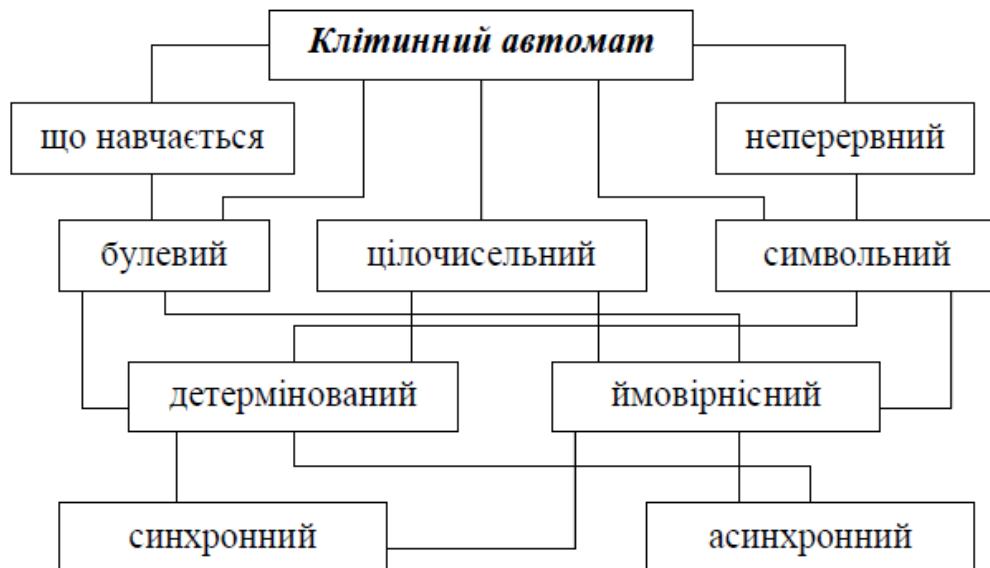 Клітинний автомат
що навчається
неперервний
булевий
цілочисельний
символьний
детермінований
ймовірнісний
синхронний
асинхронний